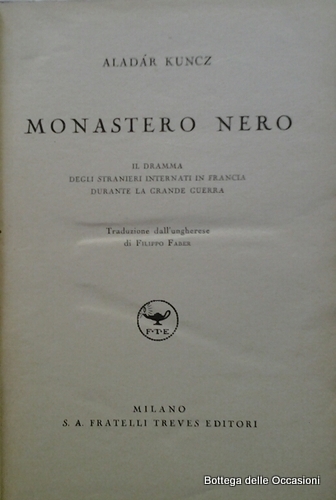 ALADÁR KUNCZ
MONASTERO NERO
IL DRAMMA
DEGLI STRANIERI INTERNATI IN FRANCIA
DURANTE LA GRANDE GUERRA
Traduzione dall'ungherese
di FILIPPO FABER
F·T·E
MILANO
S. A. FRATELLI TREVES EDITORI
Bottega delle Occasioni